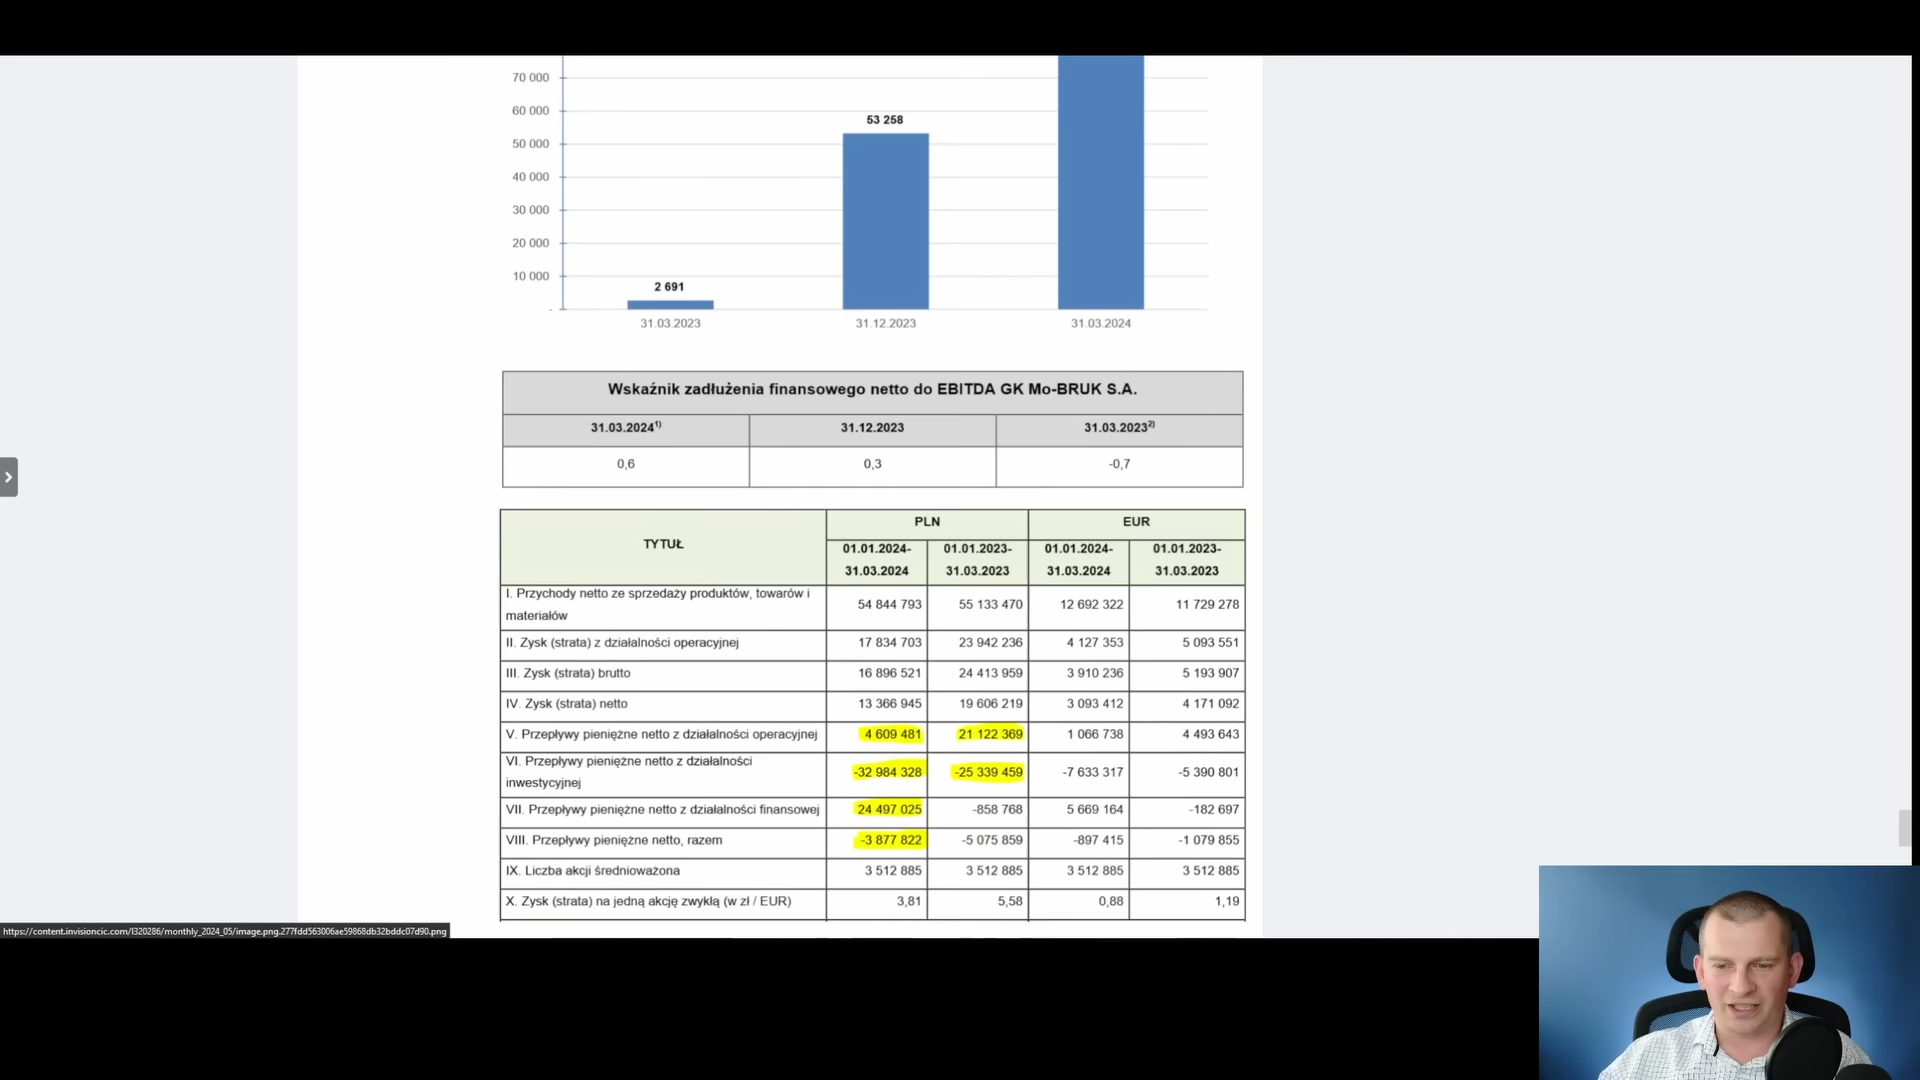 70 000
60 000
50 000
40 000
30 000
20 000
10 000
-
53 258
2 691
31.03.2023 31.12.2023 31.03.2024
Wskaźnik zadłużenia finansowego netto do EBITDA GK Mo-BRUK S.A.
31.03.2024¹⁾ 31.12.2023 31.03.2023²⁾
0,6 0,3 -0,7
TYTUŁ PLN EUR
01.01.2024- 01.01.2023- 01.01.2024- 01.01.2023-
31.03.2024 31.03.2023 31.03.2024 31.03.2023
I. Przychody netto ze sprzedaży produktów, towarów i
materiałów 54 844 793 55 133 470 12 692 322 11 729 278
II. Zysk (strata) z działalności operacyjnej 17 834 703 23 942 236 4 127 353 5 093 551
III. Zysk (strata) brutto 16 896 521 24 413 959 3 910 236 5 193 907
IV. Zysk (strata) netto 13 366 945 19 606 219 3 093 412 4 171 092
V. Przepływy pieniężne netto z działalności operacyjnej 4 609 481 21 122 369 1 066 738 4 493 643
VI. Przepływy pieniężne netto z działalności
inwestycyjnej -32 984 328 -25 339 459 -7 633 317 -5 390 801
VII. Przepływy pieniężne netto z działalności finansowej 24 497 025 -858 768 5 669 164 -182 697
VIII. Przepływy pieniężne netto, razem -3 877 822 -5 075 859 -897 415 -1 079 855
IX. Liczba akcji średnioważona 3 512 885 3 512 885 3 512 885 3 512 885
X. Zysk (strata) na jedną akcję zwykłą (w zł / EUR) 3,81 5,58 0,88 1,19
https://content.invisioncic.com/l320286/monthly_2024_05/image.png.277fdd563006ae59868db32bddc07d90.png